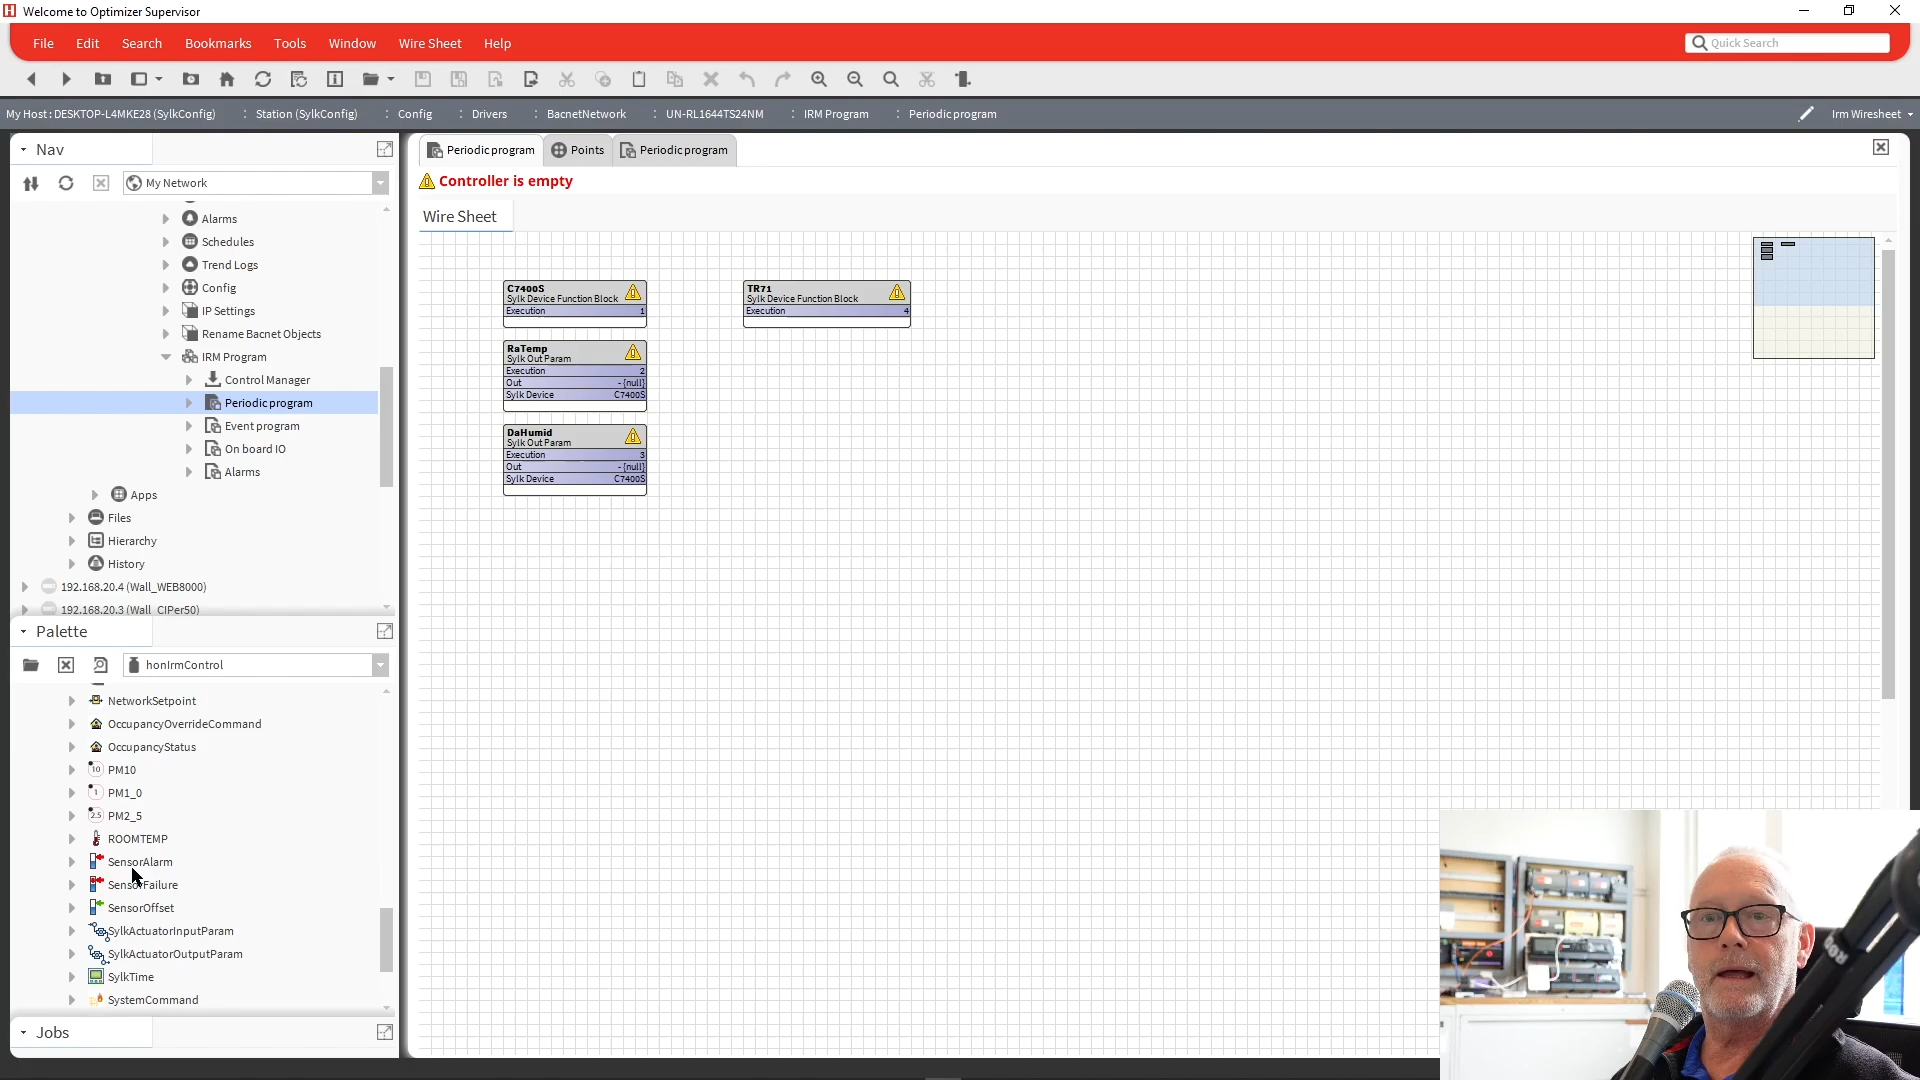 Welcome to Optimizer Supervisor
File Edit Search Bookmarks Tools Window Wire Sheet Help
Quick Search
My Host : DESKTOP-L4MKE28 (SylkConfig) : Station (SylkConfig) : Config : Drivers : BacnetNetwork : UN-RL1644TS24NM : IRM Program : Periodic program
Irm Wiresheet
Nav
My Network
Alarms
Schedules
Trend Logs
Config
IP Settings
Rename Bacnet Objects
IRM Program
Control Manager
Periodic program
Event program
On board IO
Alarms
Apps
Files
Hierarchy
History
192.168.20.4 (Wall_WEB8000)
192.168.20.3 (Wall_CIPer50)
Palette
honIrmControl
NetworkSetpoint
OccupancyOverrideCommand
OccupancyStatus
PM10
PM1_0
PM2_5
ROOMTEMP
SensorAlarm
SensorFailure
SensorOffset
SylkActuatorInputParam
SylkActuatorOutputParam
SylkTime
SystemCommand
Jobs
Periodic program Points Periodic program
Controller is empty
Wire Sheet
C7400S
Sylk Device Function Block
Execution 1
TR71
Sylk Device Function Block
Execution 4
RaTemp
Sylk Out Param
Execution 2
Out - {null}
Sylk Device C7400S
DaHumid
Sylk Out Param
Execution 3
Out - {null}
Sylk Device C7400S